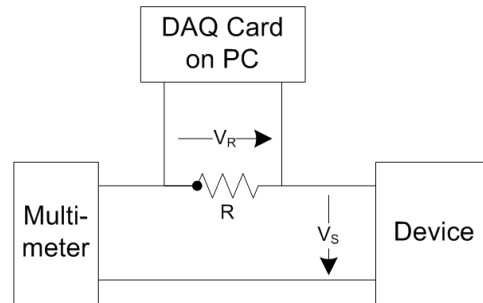 DAQ Card
on PC
V_R
R
Multi-
meter
V_S
Device